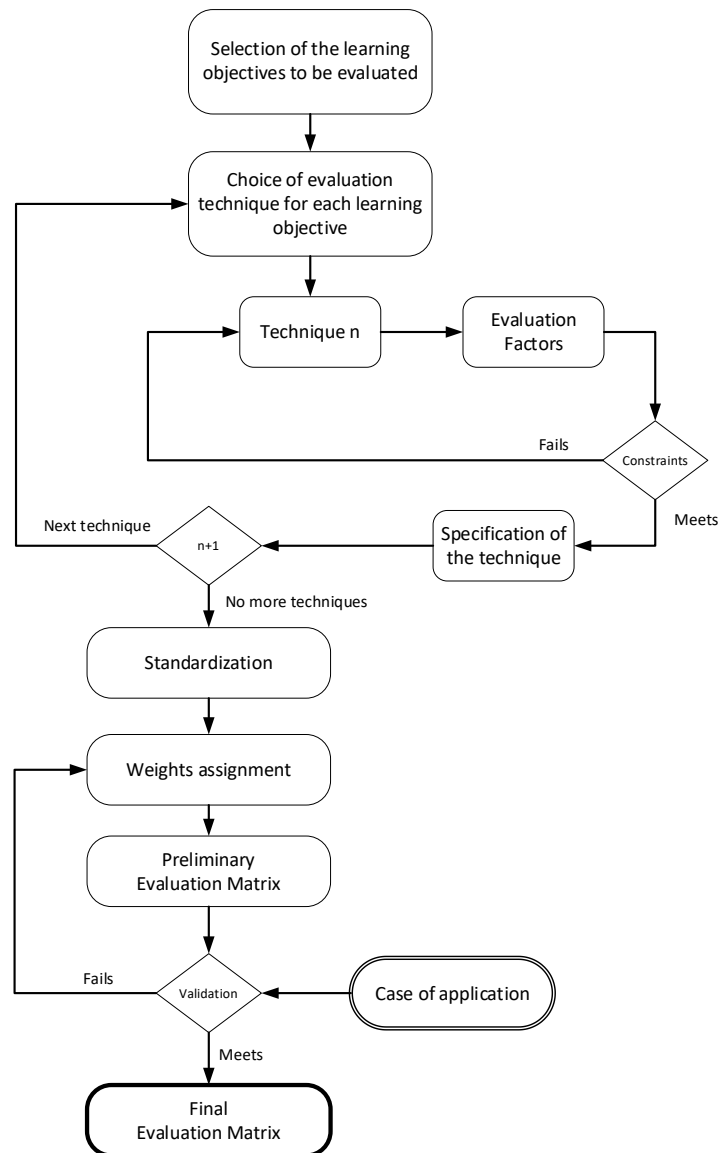 Selection of the learning
objectives to be evaluated
Choice of evaluation
technique for each learning
objective
Technique n
Evaluation
Factors
Fails
Constraints
Meets
Next technique
n+1
Specification of
the technique
No more techniques
Standardization
Weights assignment
Preliminary
Evaluation Matrix
Fails
Validation
Case of application
Meets
Final
Evaluation Matrix